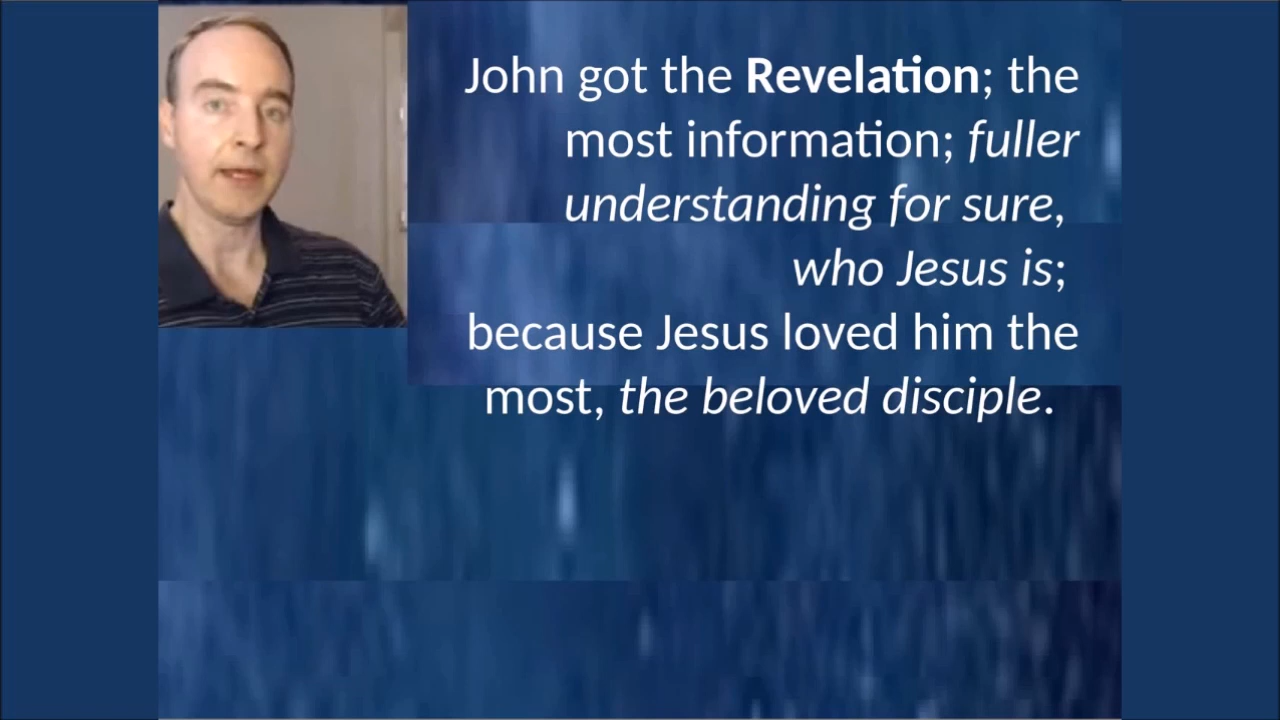 John got the Revelation; the
most information; fuller
understanding for sure,
who Jesus is;
because Jesus loved him the
most, the beloved disciple.